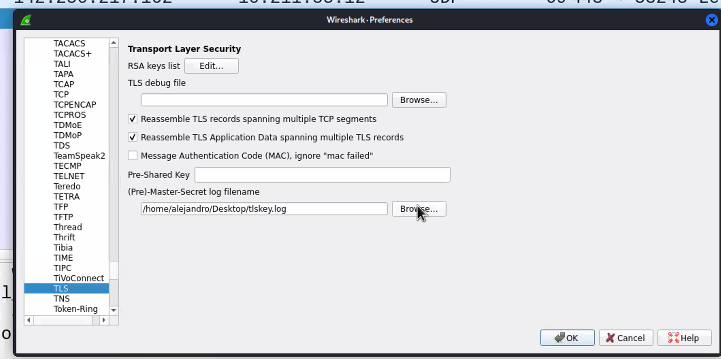 Wireshark·Preferences
TACACS
TACACS+
TALI
TAPA
TCAP
TCP
TCPENCAP
TCPROS
TDMoE
TDMoP
TDS
TeamSpeak2
TECMP
TELNET
Teredo
TETRA
TFP
TFTP
Thread
Thrift
Tibia
TIME
TIPC
TiVoConnect
TLS
TNS
Token-Ring
Transport Layer Security
RSA keys list Edit...
TLS debug file
Browse...
Reassemble TLS records spanning multiple TCP segments
Reassemble TLS Application Data spanning multiple TLS records
Message Authentication Code (MAC), ignore "mac failed"
Pre-Shared Key
(Pre)-Master-Secret log filename
/home/alejandro/Desktop/tlskey.log Browse...
OK Cancel Help